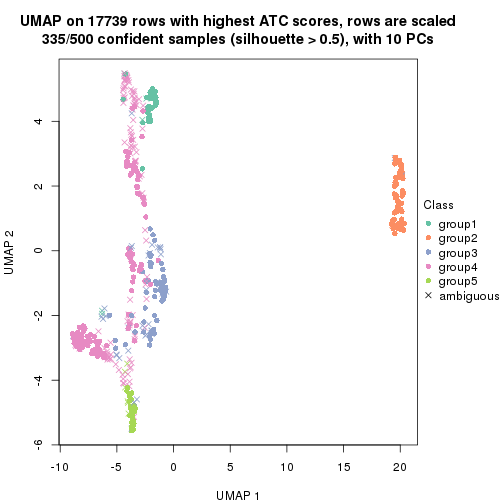 UMAP on 17739 rows with highest ATC scores, rows are scaled
335/500 confident samples (silhouette > 0.5), with 10 PCs
4
2
0
-2
-4
-6
UMAP 2
-10
-5
0
5
10
15
20
UMAP 1
Class
group1
group2
group3
group4
group5
ambiguous